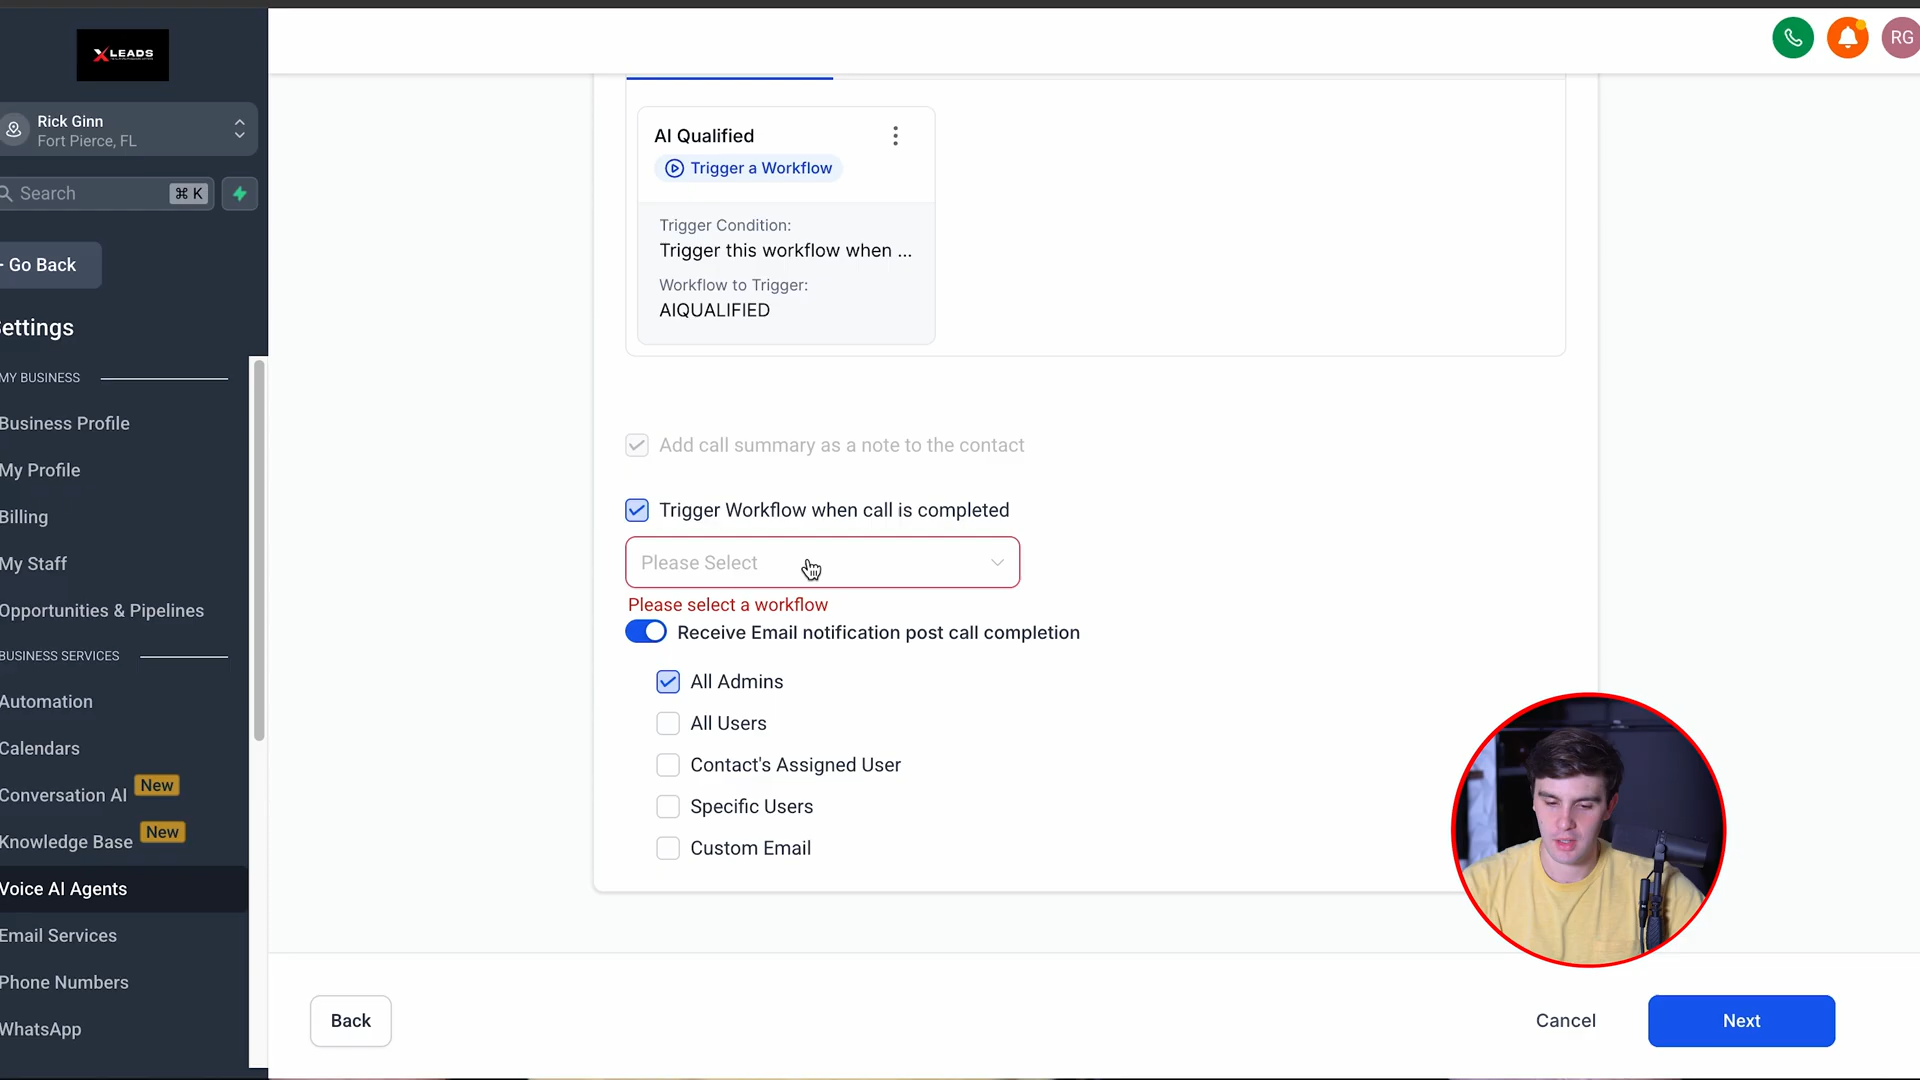 XLEADS
Rick Ginn
Fort Pierce, FL
Search
⌘ K
Go Back
ettings
MY BUSINESS
Business Profile
My Profile
Billing
My Staff
Opportunities & Pipelines
BUSINESS SERVICES
Automation
Calendars
Conversation AI New
Knowledge Base New
Voice AI Agents
Email Services
Phone Numbers
WhatsApp
RG
AI Qualified
Trigger a Workflow
Trigger Condition:
Trigger this workflow when ...
Workflow to Trigger:
AIQUALIFIED
Add call summary as a note to the contact
Trigger Workflow when call is completed
Please Select
Please select a workflow
Receive Email notification post call completion
All Admins
All Users
Contact's Assigned User
Specific Users
Custom Email
Back
Cancel
Next